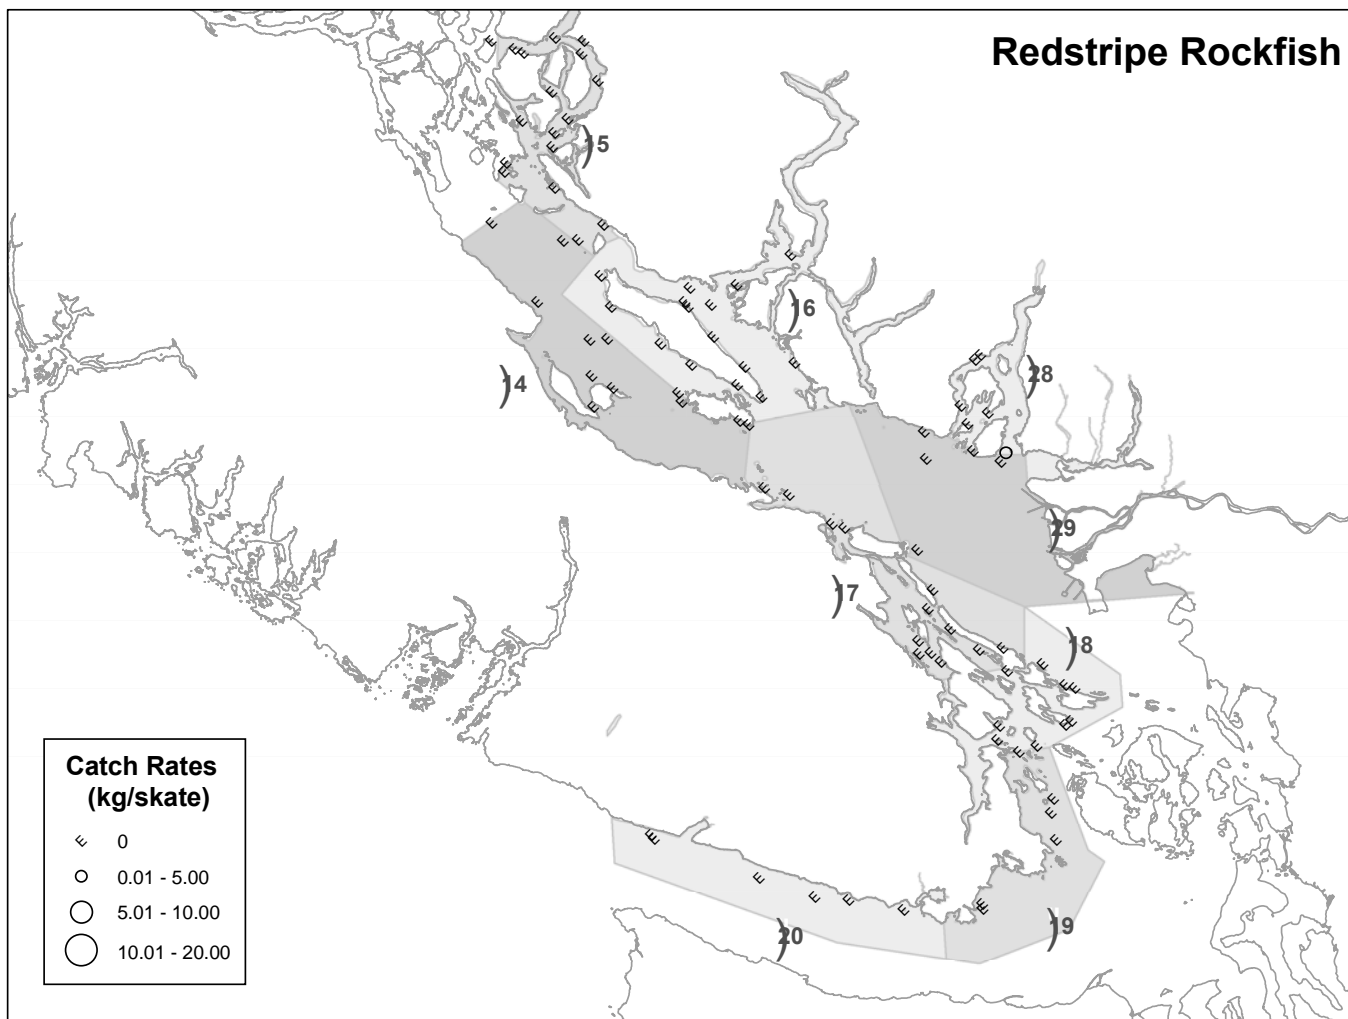 Redstripe Rockfish
15
16
14
28
29
17
18
19
20
Catch Rates
(kg/skate)
E 0
0.01 - 5.00
5.01 - 10.00
10.01 - 20.00